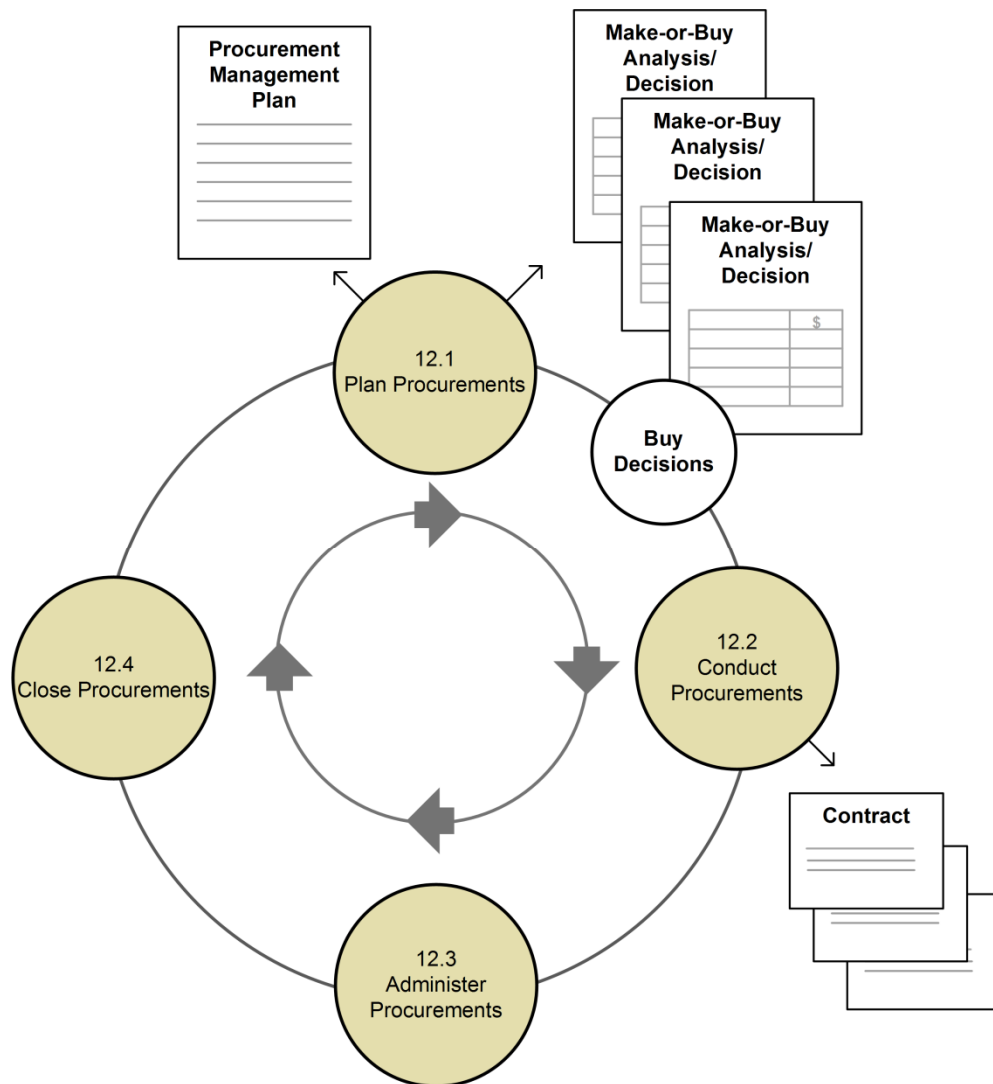 Procurement
Management
Plan
Make-or-Buy
Analysis/
Decision
Make-or-Buy
Analysis/
Decision
Make-or-Buy
Analysis/
Decision
$
12.1
Plan Procurements
Buy
Decisions
12.4
Close Procurements
12.2
Conduct
Procurements
Contract
12.3
Administer
Procurements